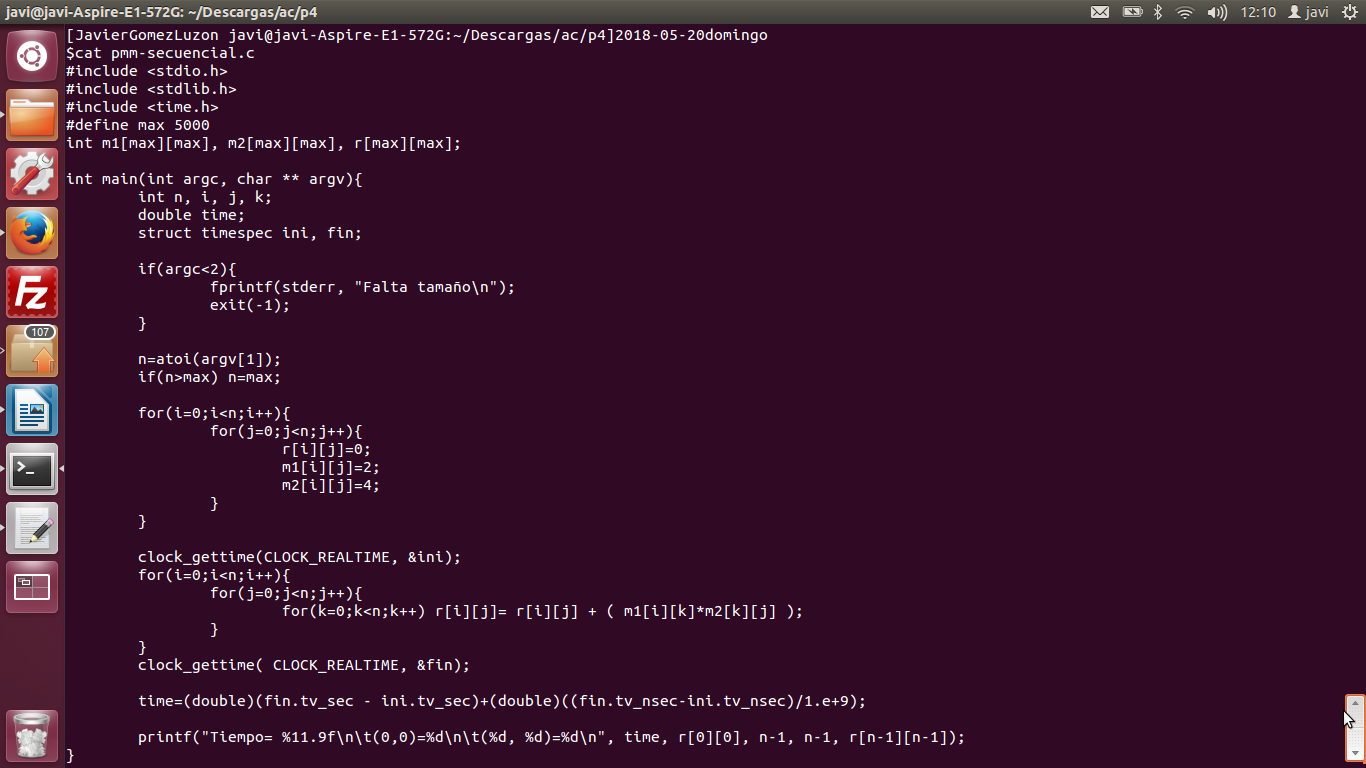 javi@javi-Aspire-E1-572G: ~/Descargas/ac/p4 12:10 javi
[JavierGomezLuzon javi@javi-Aspire-E1-572G:~/Descargas/ac/p4]2018-05-20domingo
$cat pmm-secuencial.c
#include <stdio.h>
#include <stdlib.h>
#include <time.h>
#define max 5000
int m1[max][max], m2[max][max], r[max][max];

int main(int argc, char ** argv){
        int n, i, j, k;
        double time;
        struct timespec ini, fin;

        if(argc<2){
                fprintf(stderr, "Falta tamaño\n");
                exit(-1);
        }

        n=atoi(argv[1]);
        if(n>max) n=max;

        for(i=0;i<n;i++){
                for(j=0;j<n;j++){
                        r[i][j]=0;
                        m1[i][j]=2;
                        m2[i][j]=4;
                }
        }

        clock_gettime(CLOCK_REALTIME, &ini);
        for(i=0;i<n;i++){
                for(j=0;j<n;j++){
                        for(k=0;k<n;k++) r[i][j]= r[i][j] + ( m1[i][k]*m2[k][j] );
                }
        }
        clock_gettime( CLOCK_REALTIME, &fin);

        time=(double)(fin.tv_sec - ini.tv_sec)+(double)((fin.tv_nsec-ini.tv_nsec)/1.e+9);

        printf("Tiempo= %11.9f\n\t(0,0)=%d\n\t(%d, %d)=%d\n", time, r[0][0], n-1, n-1, r[n-1][n-1]);
}
Fz
107
>_